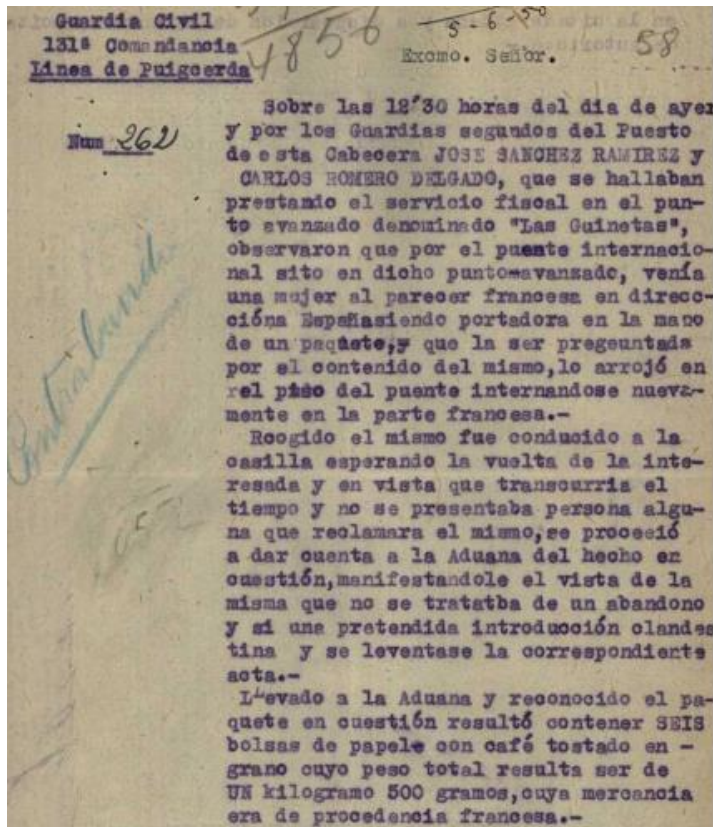 Guardia Civil
131ª Comandancia
Linea de Puigcerda
4856
5-6-50
58
Excmo. Señor.
Num 262
Contrabando
Sobre las 12'30 horas del dia de ayer
y por los Guardias segundos del Puesto
de esta Cabecera JOSE SANCHEZ RAMIREZ y
CARLOS ROMERO DELGADO, que se hallaban
prestando el servicio fiscal en el pun-
to avanzado denominado "Las Guinetas",
observaron que por el puente internacio-
nal sito en dicho punto-avanzado, venía
una mujer al parecer francesa en direcc-
cióna Españasiendo portadora en la mano
de un paquete,y que la ser pregeuntada
por el contenido del mismo,lo arrojó en
rel piso del puente internandose nueva-
mente en la parte francesa.-
Rcogido el mismo fue conducido a la
casilla esperando la vuelta de la inte-
resada y en vista que transcurria el
tiempo y no se presentaba persona algu-
na que reclamara el mismo,se proceió
a dar cuenta a la Aduana del hecho en
cuestión,manifestandole el vista de la
misma que no se tratatba de un abandono
y si una pretendida introducción clandes
tina y se leventase la correspondiente
acta.-
Llevado a la Aduana y reconocido el pa-
quete en cuestión resultó contener SEIS
bolsas de papele con café tostado en -
grano cuyo peso total resulta ser de
UN kilogramo 500 gramos,cuya mercancia
era de procedencia francesa.-